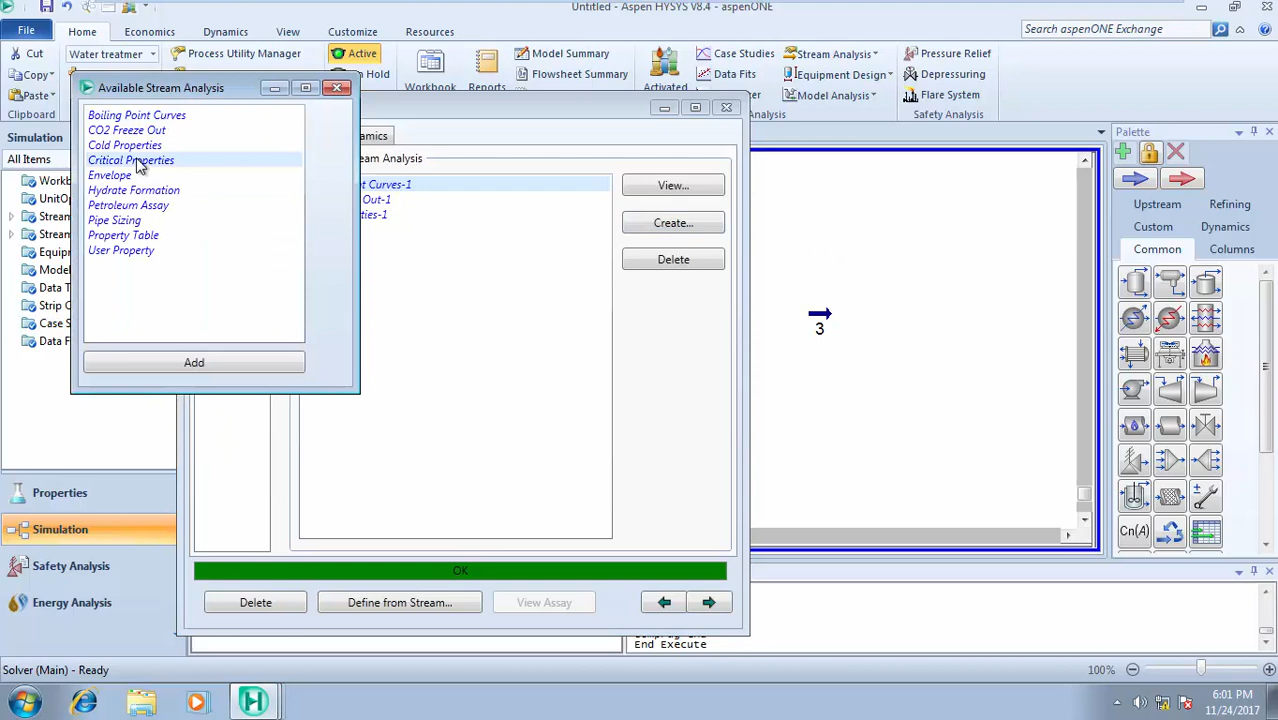 Untitled - Aspen HYSYS V8.4 - aspenONE
File
Home
Economics
Dynamics
View
Customize
Resources
Search aspenONE Exchange
Cut
Copy
Paste
Clipboard
Water treatmer
Process Utility Manager
Active
Hold
Workbook
Reports
Model Summary
Flowsheet Summary
Activated
Case Studies
Data Fits
Stream Analysis
Equipment Design
Model Analysis
Pressure Relief
Depressuring
Flare System
Safety Analysis
Simulation
All Items
UnitOp
Strip C
Properties
Simulation
Safety Analysis
Energy Analysis
Available Stream Analysis
Boiling Point Curves
CO2 Freeze Out
Cold Properties
Critical Properties
Envelope
Hydrate Formation
Petroleum Assay
Pipe Sizing
Property Table
User Property
Add
Curves-1
Out-1
View...
Create...
Delete
OK
Delete
Define from Stream...
View Assay
3
End Execute
Palette
Upstream
Refining
Custom
Dynamics
Common
Columns
Cn(A)
Solver (Main) - Ready
100%
6:01 PM
11/24/2017